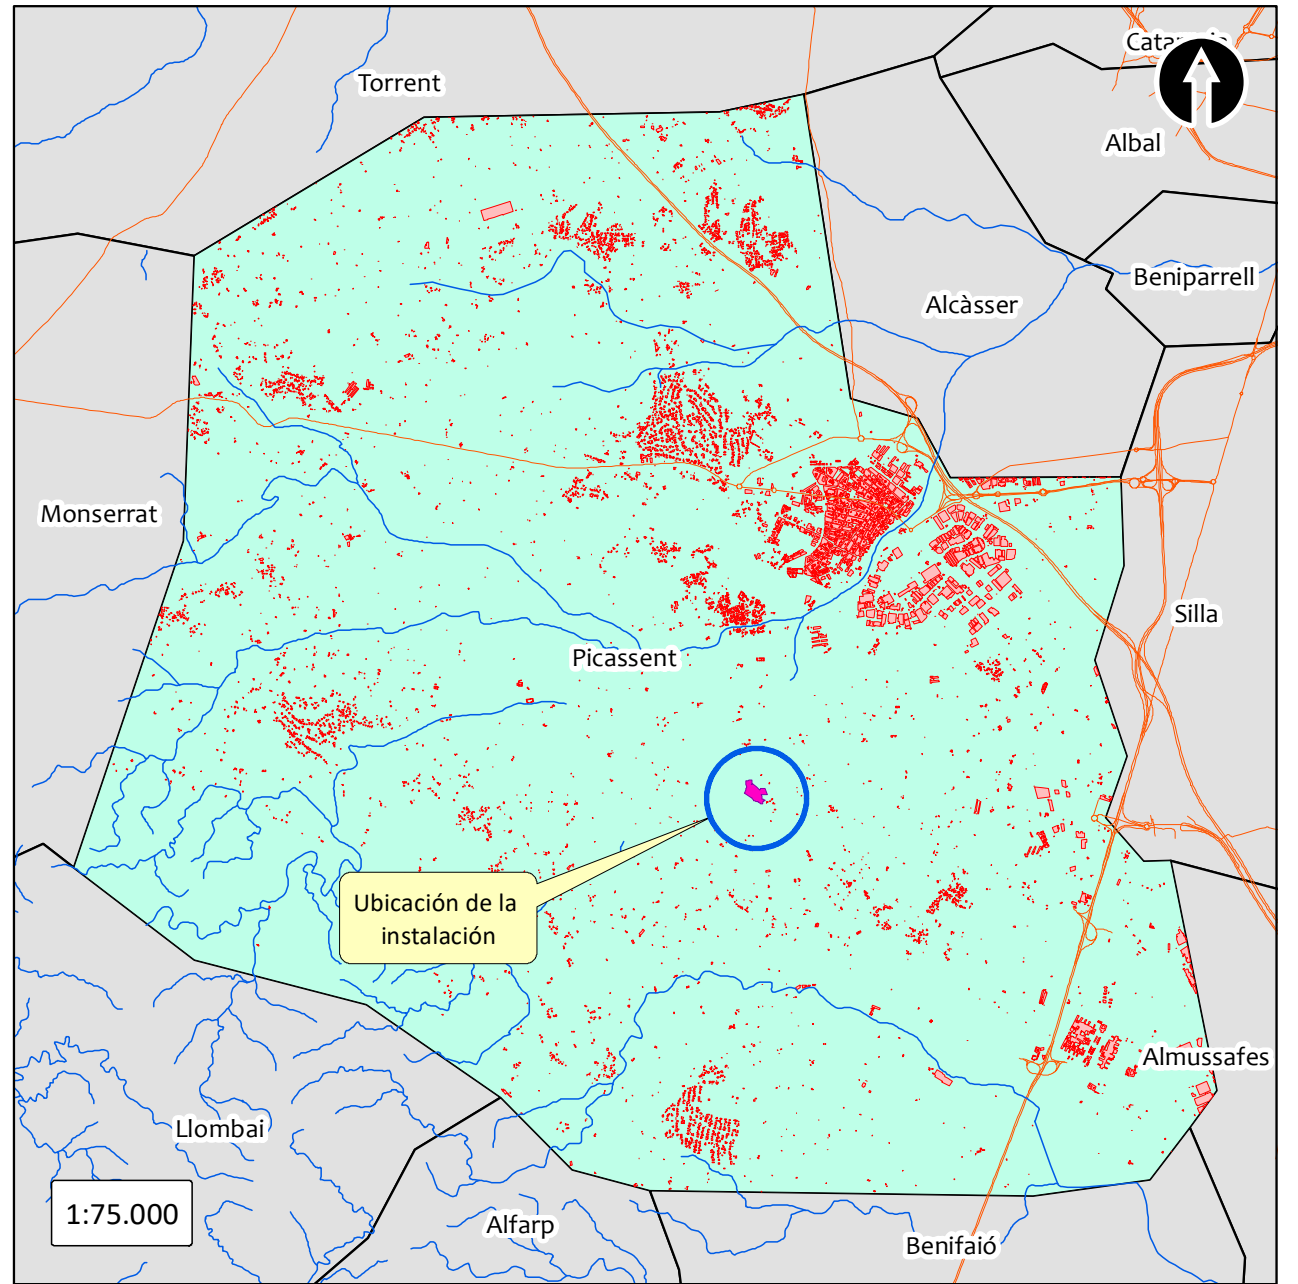 Torrent
Albal
Beniparrell
Alcàsser
Monserrat
Silla
Picassent
Ubicación de la
instalación
Almussafes
Llombai
1:75.000
Alfarp
Benifaió